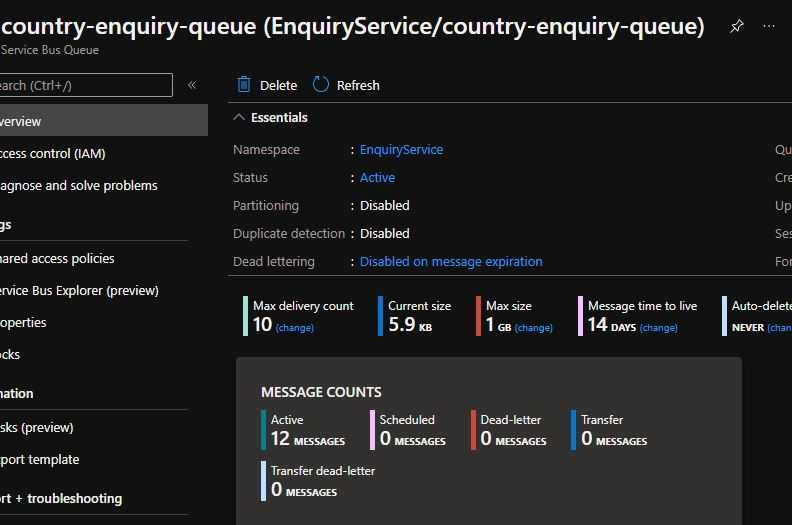 country-enquiry-queue (EnquiryService/country-enquiry-queue)
Service Bus Queue
earch (Ctrl+/)
«
verview
ccess control (IAM)
agnose and solve problems
gs
ared access policies
ervice Bus Explorer (preview)
operties
cks
mation
sks (preview)
xport template
rt + troubleshooting
Delete Refresh
Essentials
Namespace : EnquiryService Qu
Status : Active Cre
Partitioning : Disabled Up
Duplicate detection : Disabled Ses
Dead lettering : Disabled on message expiration For
Max delivery count
10 (change)
Current size
5.9 KB
Max size
1 GB (change)
Message time to live
14 DAYS (change)
Auto-delete
NEVER (chan
MESSAGE COUNTS
Active
12 MESSAGES
Scheduled
0 MESSAGES
Dead-letter
0 MESSAGES
Transfer
0 MESSAGES
Transfer dead-letter
0 MESSAGES